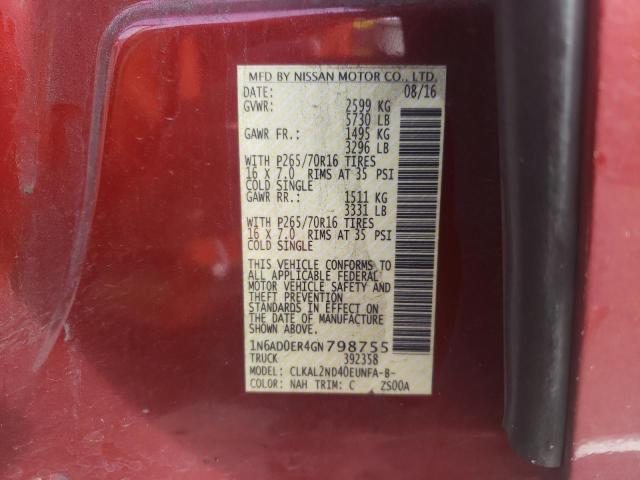 MFD BY NISSAN MOTOR CO., LTD.
DATE: 08/16
GVWR: 2599 KG
5730 LB
GAWR FR.: 1495 KG
3296 LB
WITH P265/70R16 TIRES
16 X 7.0 RIMS AT 35 PSI
COLD SINGLE
GAWR RR.: 1511 KG
3331 LB
WITH P265/70R16 TIRES
16 X 7.0 RIMS AT 35 PSI
COLD SINGLE
THIS VEHICLE CONFORMS TO
ALL APPLICABLE FEDERAL
MOTOR VEHICLE SAFETY AND
THEFT PREVENTION
STANDARDS IN EFFECT ON
THE DATE OF MANUFACTURE
SHOWN ABOVE.
1N6AD0ER4GN798755
TRUCK 392358
MODEL: CLKAL2ND40EUNFA-B-
COLOR: NAH TRIM: C ZS00A